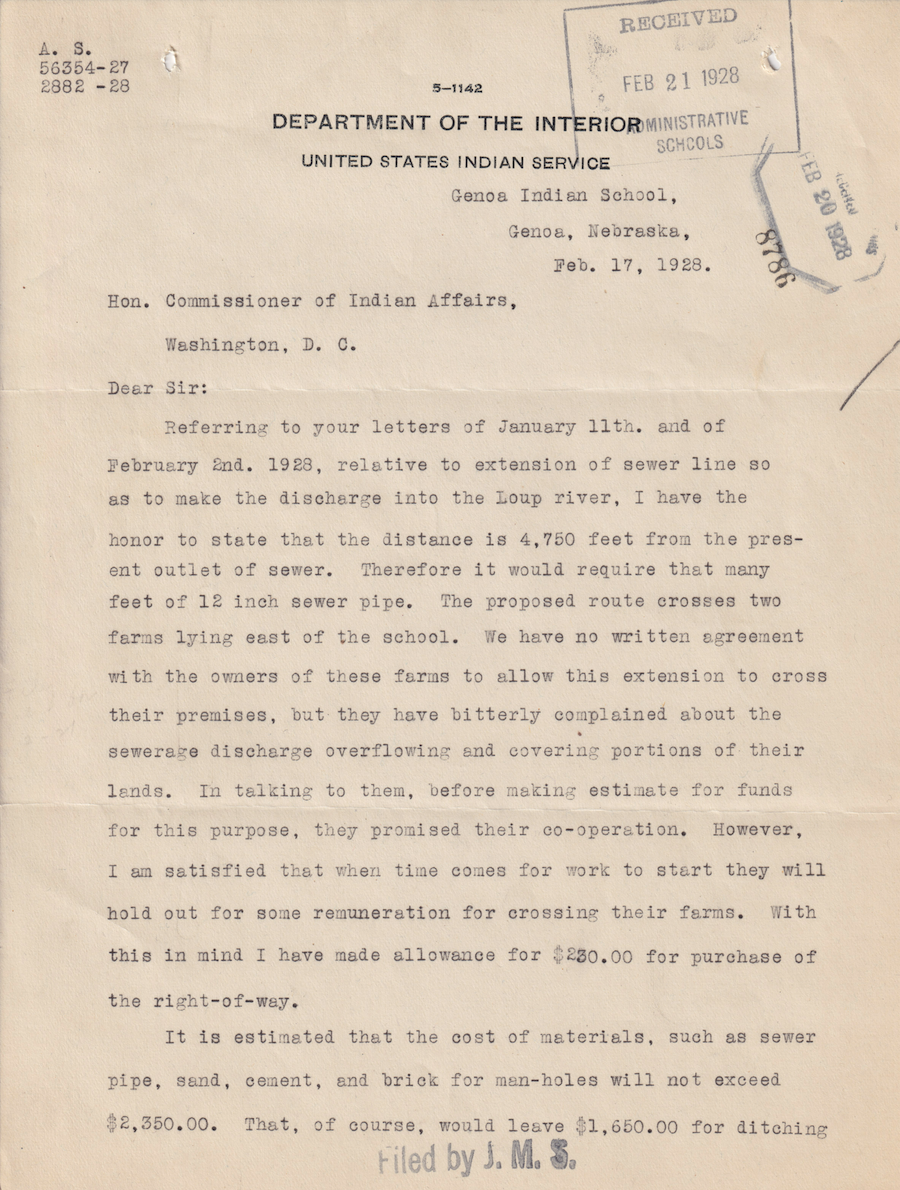 A. S.
56354-27
2882 -28
RECEIVED
FEB 21 1928
ADMINISTRATIVE
SCHOOLS
5-1142
DEPARTMENT OF THE INTERIOR
UNITED STATES INDIAN SERVICE
FEB 20 1928
8786
Genoa Indian School,
Genoa, Nebraska,
Feb. 17, 1928.
Hon. Commissioner of Indian Affairs,
Washington, D. C.
Dear Sir:
Referring to your letters of January 11th. and of
February 2nd. 1928, relative to extension of sewer line so
as to make the discharge into the Loup river, I have the
honor to state that the distance is 4,750 feet from the pres-
ent outlet of sewer. Therefore it would require that many
feet of 12 inch sewer pipe. The proposed route crosses two
farms lying east of the school. We have no written agreement
with the owners of these farms to allow this extension to cross
their premises, but they have bitterly complained about the
sewerage discharge overflowing and covering portions of their
lands. In talking to them, before making estimate for funds
for this purpose, they promised their co-operation. However,
I am satisfied that when time comes for work to start they will
hold out for some remuneration for crossing their farms. With
this in mind I have made allowance for $230.00 for purchase of
the right-of-way.
It is estimated that the cost of materials, such as sewer
pipe, sand, cement, and brick for man-holes will not exceed
$2,350.00. That, of course, would leave $1,650.00 for ditching
Filed by J. M. S.